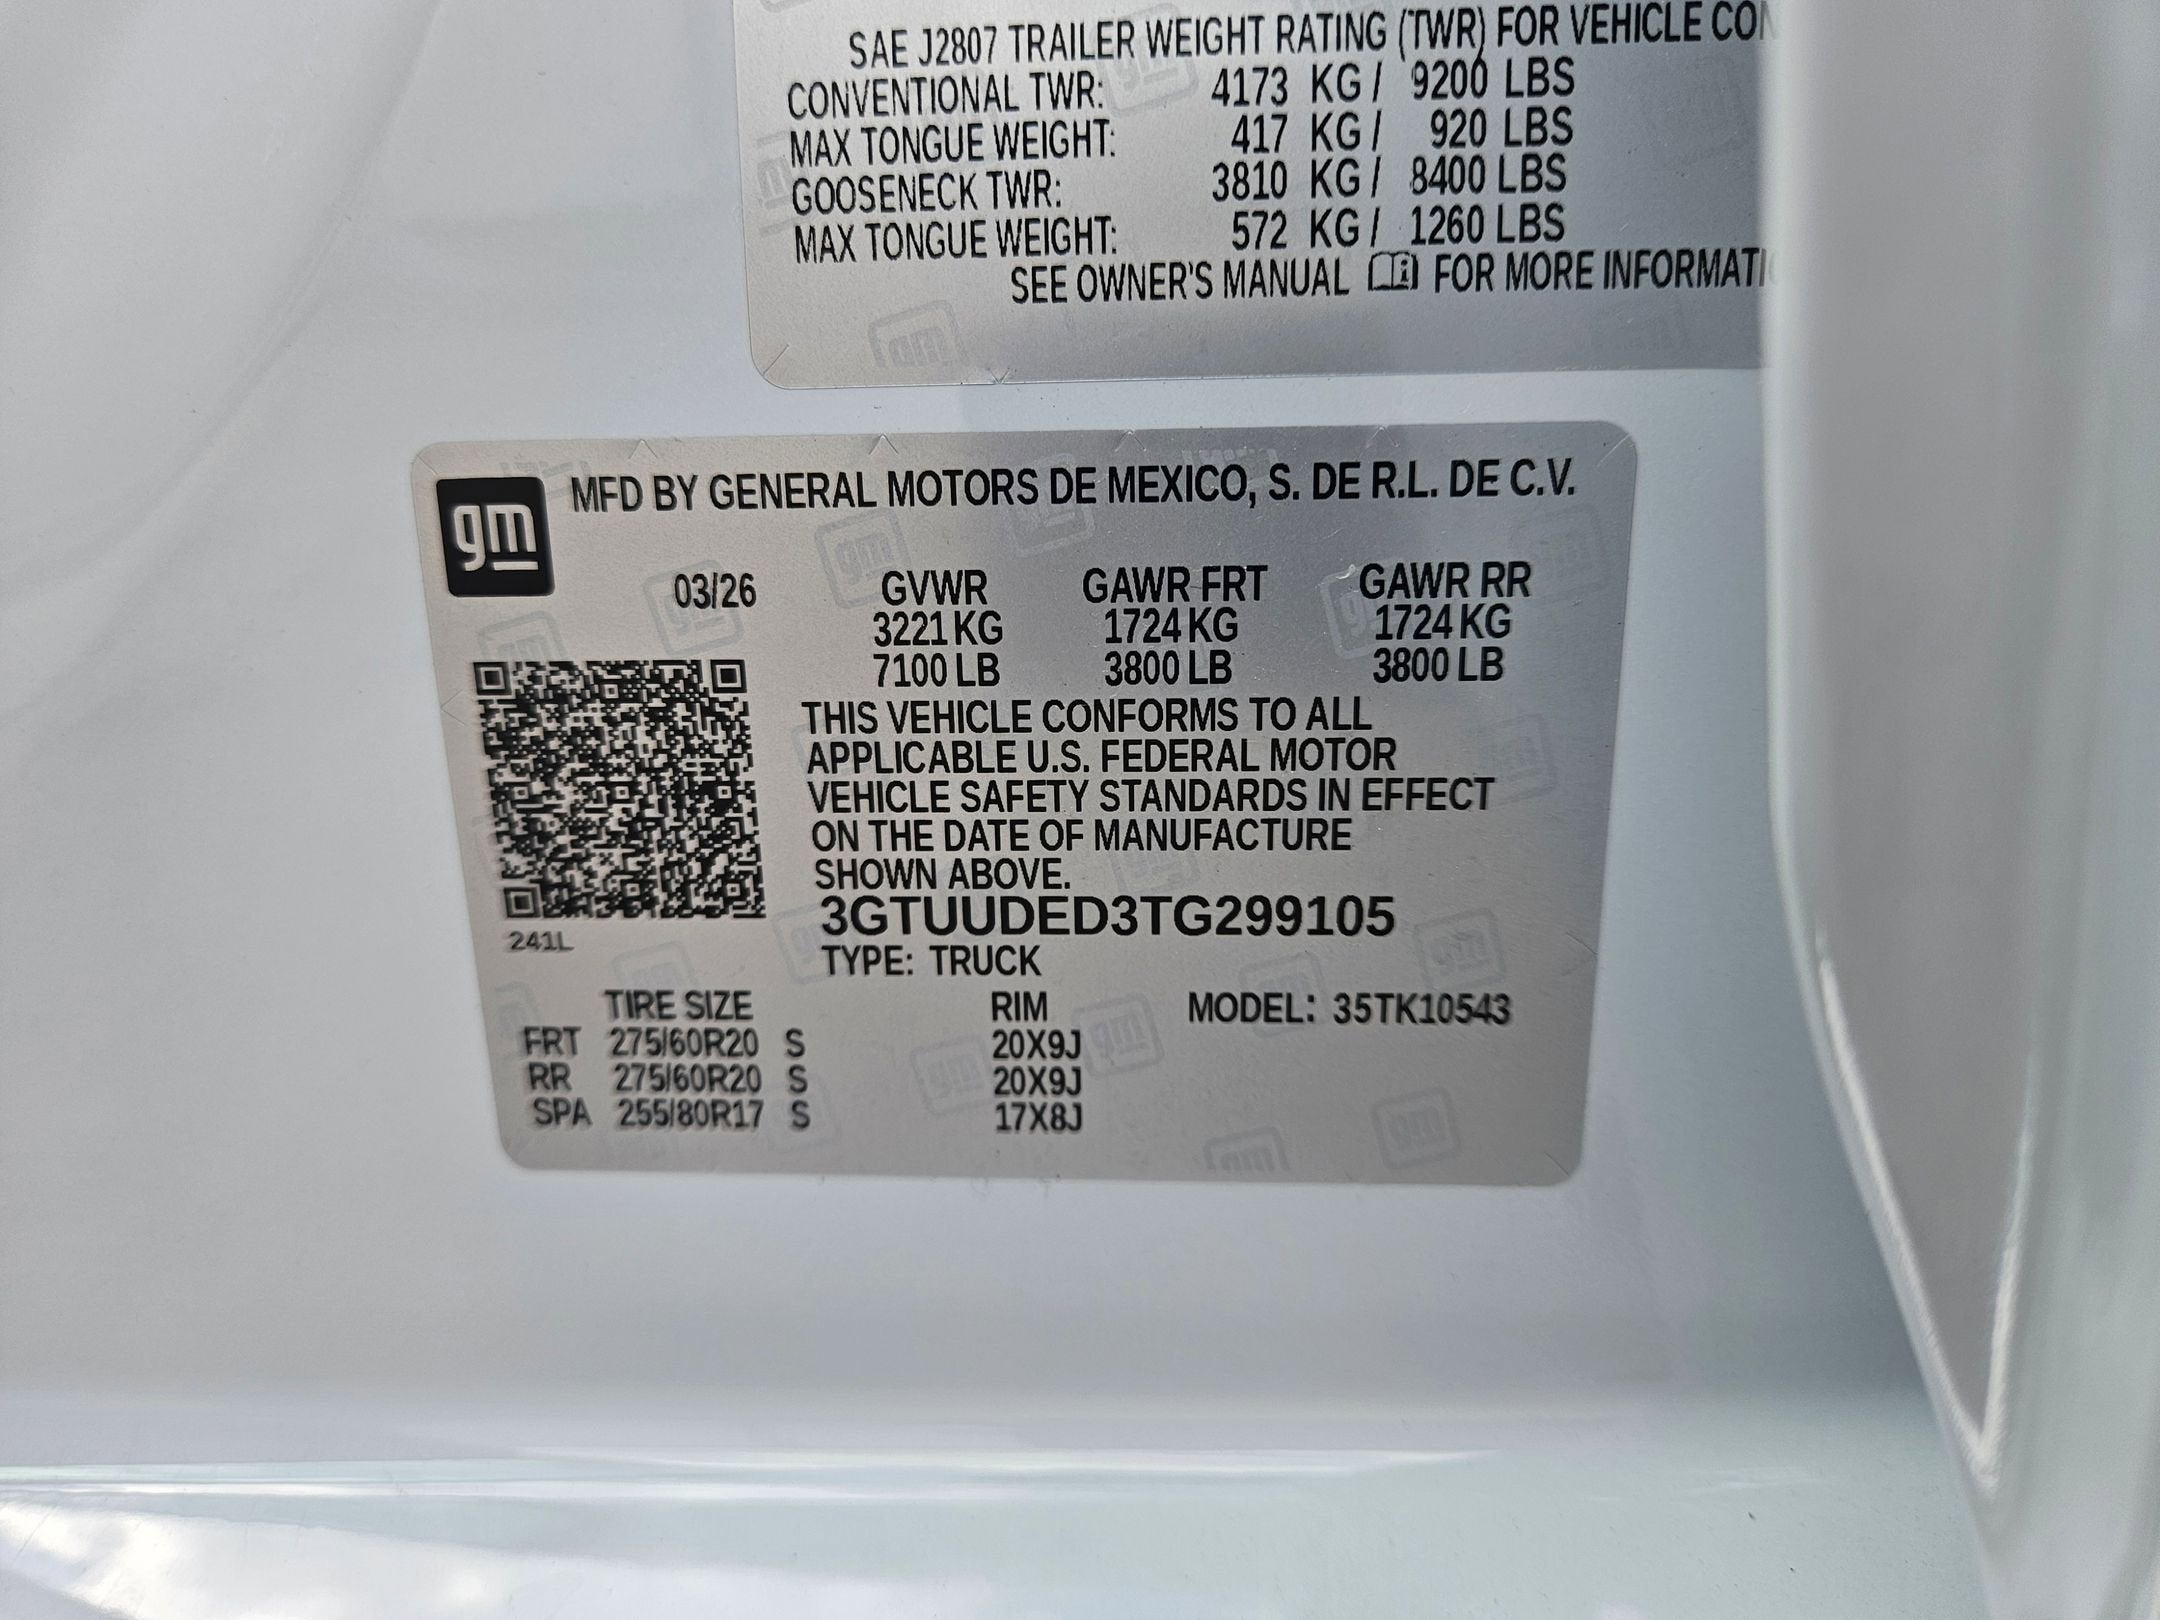 SAE J2807 TRAILER WEIGHT RATING (TWR) FOR VEHICLE
CONVENTIONAL TWR: 4173 KG / 9200 LBS
MAX TONGUE WEIGHT: 417 KG / 920 LBS
GOOSENECK TWR: 3810 KG / 8400 LBS
MAX TONGUE WEIGHT: 572 KG / 1260 LBS
SEE OWNER'S MANUAL FOR MORE INFORMATI
gm
MFD BY GENERAL MOTORS DE MEXICO, S. DE R.L. DE C.V.
03/26 GVWR GAWR FRT GAWR RR
3221 KG 1724 KG 1724 KG
7100 LB 3800 LB 3800 LB
THIS VEHICLE CONFORMS TO ALL
APPLICABLE U.S. FEDERAL MOTOR
VEHICLE SAFETY STANDARDS IN EFFECT
ON THE DATE OF MANUFACTURE
SHOWN ABOVE.
3GTUUDED3TG299105
241L
TYPE: TRUCK
TIRE SIZE RIM MODEL: 35TK10543
FRT 275/60R20 S 20X9J
RR 275/60R20 S 20X9J
SPA 255/80R17 S 17X8J